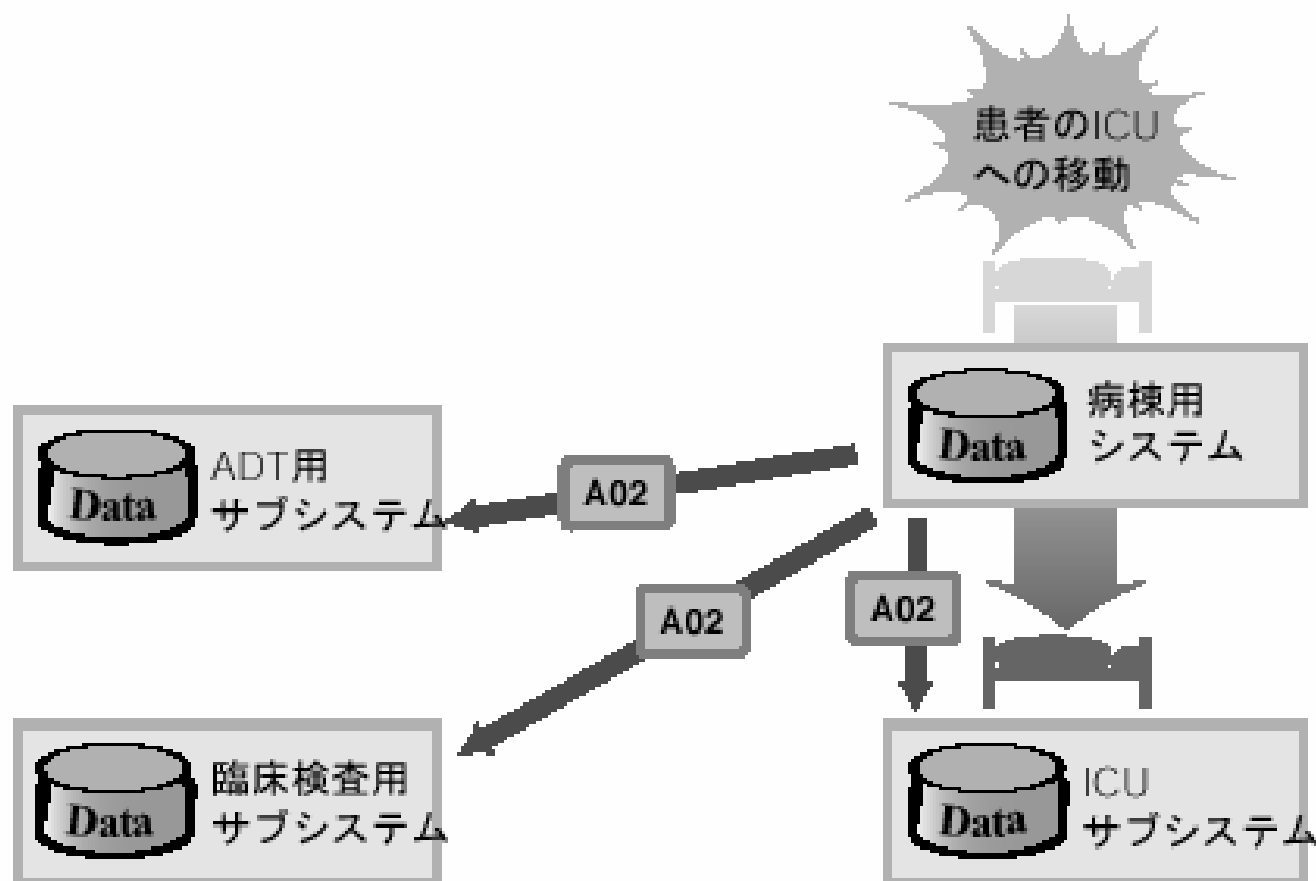 患者のICU
への移動
Data
病棟用
システム
Data
ADT用
サブシステム
A02
A02
A02
Data
臨床検査用
サブシステム
Data
ICU
サブシステム